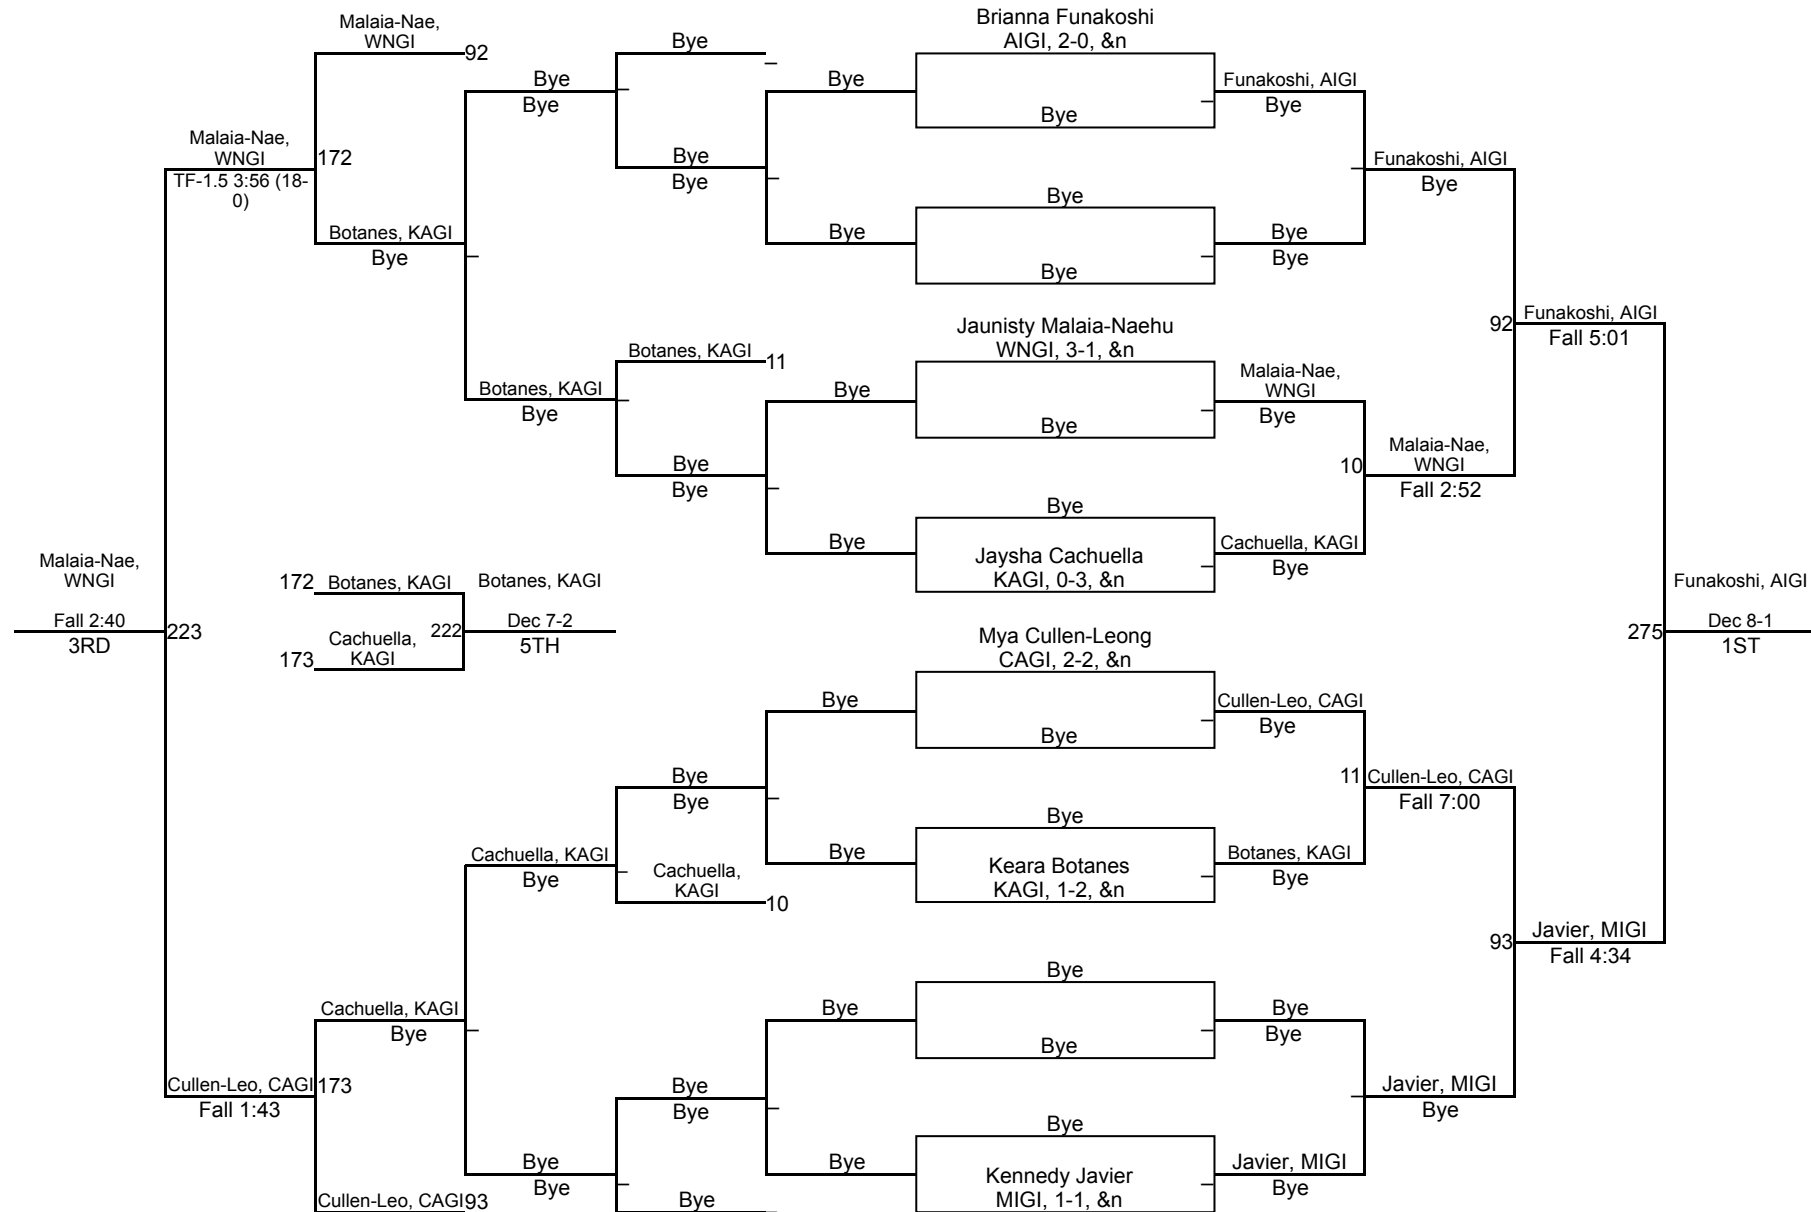 Brianna Funakoshi
AIGI, 2-0, &n
Malaia-Nae,
WNGI
92
Bye
Bye
Bye
Bye
Bye
Funakoshi, AIGI
Bye
Malaia-Nae,
WNGI
172
TF-1.5 3:56 (18-
0)
Bye
Bye
Funakoshi, AIGI
Bye
Botanes, KAGI
Bye
Bye
Bye
Bye
Bye
Bye
Jaunisty Malaia-Naehu
WNGI, 3-1, &n
92
Funakoshi, AIGI
Fall 5:01
Botanes, KAGI
11
Botanes, KAGI
Bye
Bye
Bye
Malaia-Nae,
WNGI
Bye
Bye
Bye
10
Malaia-Nae,
WNGI
Fall 2:52
Bye
Bye
Jaysha Cachuella
KAGI, 0-3, &n
Cachuella, KAGI
Bye
Malaia-Nae,
WNGI
Fall 2:40
3RD
223
172
Botanes, KAGI
Botanes, KAGI
Cachuella,
KAGI
173
222
Dec 7-2
5TH
Funakoshi, AIGI
275
Dec 8-1
1ST
Mya Cullen-Leong
CAGI, 2-2, &n
Bye
Bye
Cullen-Leo, CAGI
Bye
Bye
Bye
11
Cullen-Leo, CAGI
Fall 7:00
Cachuella, KAGI
Bye
Cachuella,
KAGI
10
Bye
Bye
Keara Botanes
KAGI, 1-2, &n
Botanes, KAGI
Bye
93
Javier, MIGI
Fall 4:34
Cachuella, KAGI
Bye
Bye
Bye
Bye
Bye
Bye
Cullen-Leo, CAGI
173
Fall 1:43
Bye
Bye
Javier, MIGI
Bye
Bye
Bye
Bye
Bye
Kennedy Javier
MIGI, 1-1, &n
Javier, MIGI
Bye
Cullen-Leo, CAGI
93
Bye